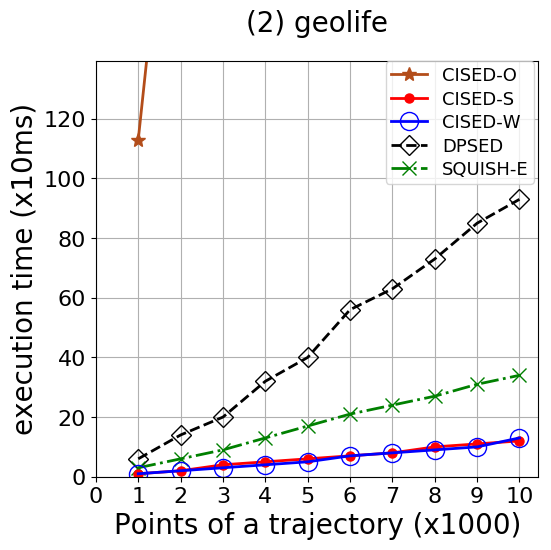 (2) geolife
execution time (x10ms)
120
100
80
60
40
20
0
0 1 2 3 4 5 6 7 8 9 10
Points of a trajectory (x1000)
CISED-O
CISED-S
CISED-W
DPSED
SQUISH-E